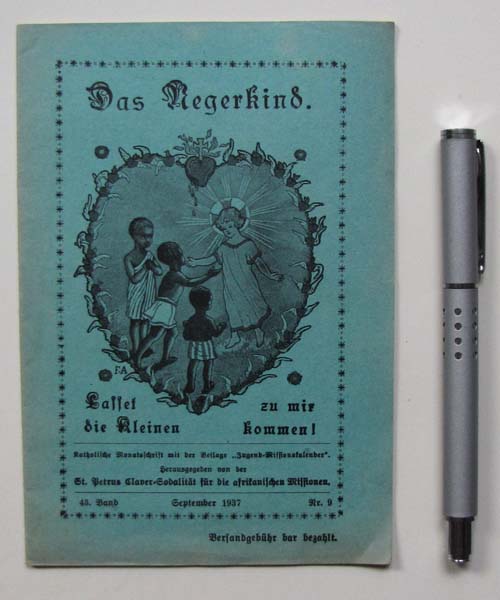 Das Negerkind.
FA
Lasset zu mir
die Kleinen kommen!
Katholische Monatsschrift mit der Beilage „Jugend-Missionskalender“.
Herausgegeben von der
St. Petrus Claver-Sodalität für die afrikanischen Missionen.
43. Band September 1937 Nr. 9
Versandgebühr bar bezahlt.